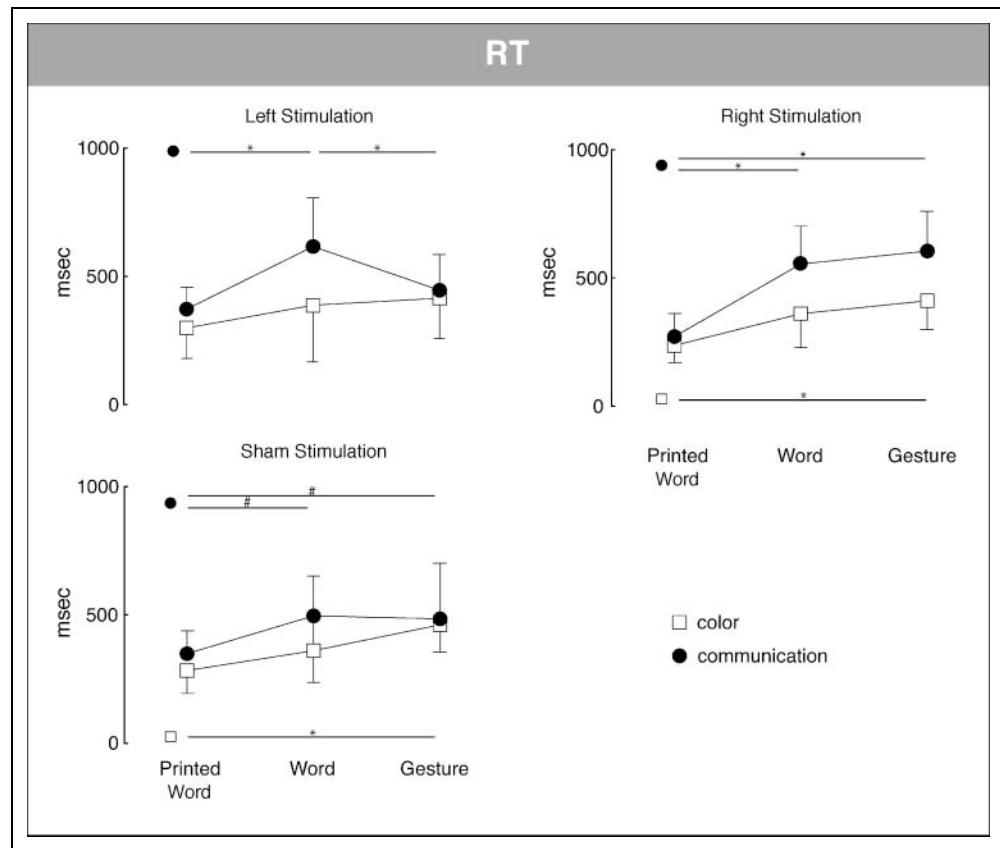 RT
Left Stimulation
1000
500
0
msec
* *
Right Stimulation
1000
500
0
msec
*
*
*
Printed Word Word Gesture
Sham Stimulation
1000
500
0
msec
#
#
*
Printed Word Word Gesture
color
communication